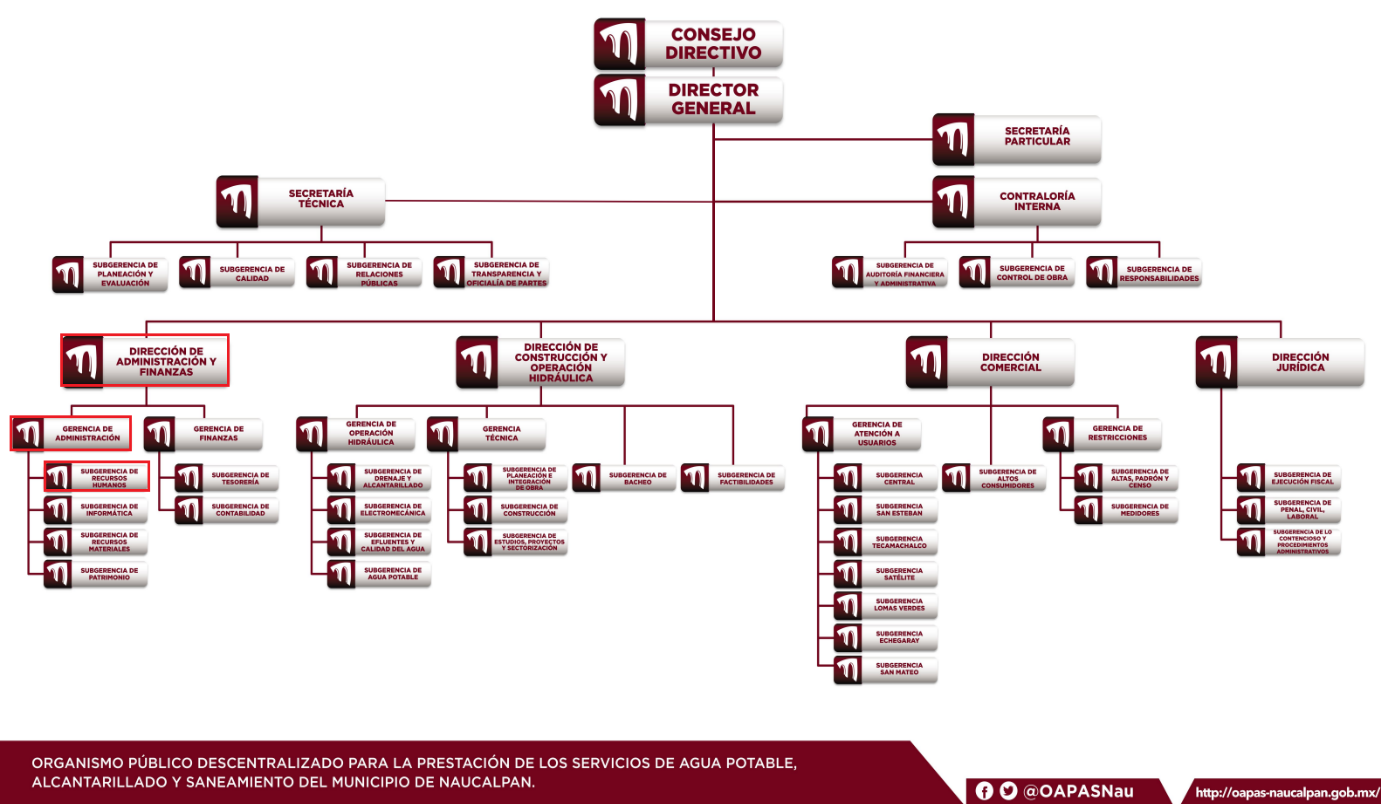 CONSEJO
DIRECTIVO
DIRECTOR
GENERAL
SECRETARÍA
PARTICULAR
SECRETARÍA
TÉCNICA
CONTRALORÍA
INTERNA
SUBGERENCIA DE
PLANEACIÓN Y
EVALUACIÓN
SUBGERENCIA DE
CALIDAD
SUBGERENCIA DE
RELACIONES
PÚBLICAS
SUBGERENCIA DE
TRANSPARENCIA Y
OFICIALÍA DE PARTES
SUBGERENCIA DE
AUDITORÍA FINANCIERA
Y ADMINISTRATIVA
SUBGERENCIA DE
CONTROL DE OBRA
SUBGERENCIA DE
RESPONSABILIDADES
DIRECCIÓN DE
ADMINISTRACIÓN Y
FINANZAS
DIRECCIÓN DE
CONSTRUCCIÓN Y
OPERACIÓN
HIDRÁULICA
DIRECCIÓN
COMERCIAL
DIRECCIÓN
JURÍDICA
GERENCIA DE
ADMINISTRACIÓN
GERENCIA DE
FINANZAS
GERENCIA DE
OPERACIÓN
HIDRÁULICA
GERENCIA
TÉCNICA
GERENCIA DE
ATENCIÓN A
USUARIOS
GERENCIA DE
RESTRICCIONES
SUBGERENCIA DE
RECURSOS
HUMANOS
SUBGERENCIA DE
INFORMÁTICA
SUBGERENCIA DE
RECURSOS
MATERIALES
SUBGERENCIA DE
PATRIMONIO
SUBGERENCIA DE
TESORERÍA
SUBGERENCIA DE
CONTABILIDAD
SUBGERENCIA DE
DRENAJE Y
ALCANTARILLADO
SUBGERENCIA DE
ELECTROMECÁNICA
SUBGERENCIA DE
EFLUENTES Y
CALIDAD DEL AGUA
SUBGERENCIA DE
AGUA POTABLE
SUBGERENCIA DE
PLANEACIÓN E
INTEGRACIÓN
DE OBRA
SUBGERENCIA DE
CONSTRUCCIÓN
SUBGERENCIA DE
ESTUDIOS, PROYECTOS
Y SECTORIZACIÓN
SUBGERENCIA DE
BACHEO
SUBGERENCIA DE
FACTIBILIDADES
SUBGERENCIA
CENTRAL
SUBGERENCIA
SAN ESTEBAN
SUBGERENCIA
TECAMACHALCO
SUBGERENCIA
SATÉLITE
SUBGERENCIA
LOMAS VERDES
SUBGERENCIA
ECHEGARAY
SUBGERENCIA
SAN MATEO
SUBGERENCIA DE
ALTOS
CONSUMIDORES
SUBGERENCIA DE
ALTAS, PADRÓN Y
CENSO
SUBGERENCIA DE
MEDIDORES
SUBGERENCIA DE
EJECUCIÓN FISCAL
SUBGERENCIA DE
PENAL, CIVIL,
LABORAL
SUBGERENCIA DE LO
CONTENCIOSO Y
PROCEDIMIENTOS
ADMINISTRATIVOS
ORGANISMO PÚBLICO DESCENTRALIZADO PARA LA PRESTACIÓN DE LOS SERVICIOS DE AGUA POTABLE,
ALCANTARILLADO Y SANEAMIENTO DEL MUNICIPIO DE NAUCALPAN.
@OAPASNau
http://oapas-naucalpan.gob.mx/